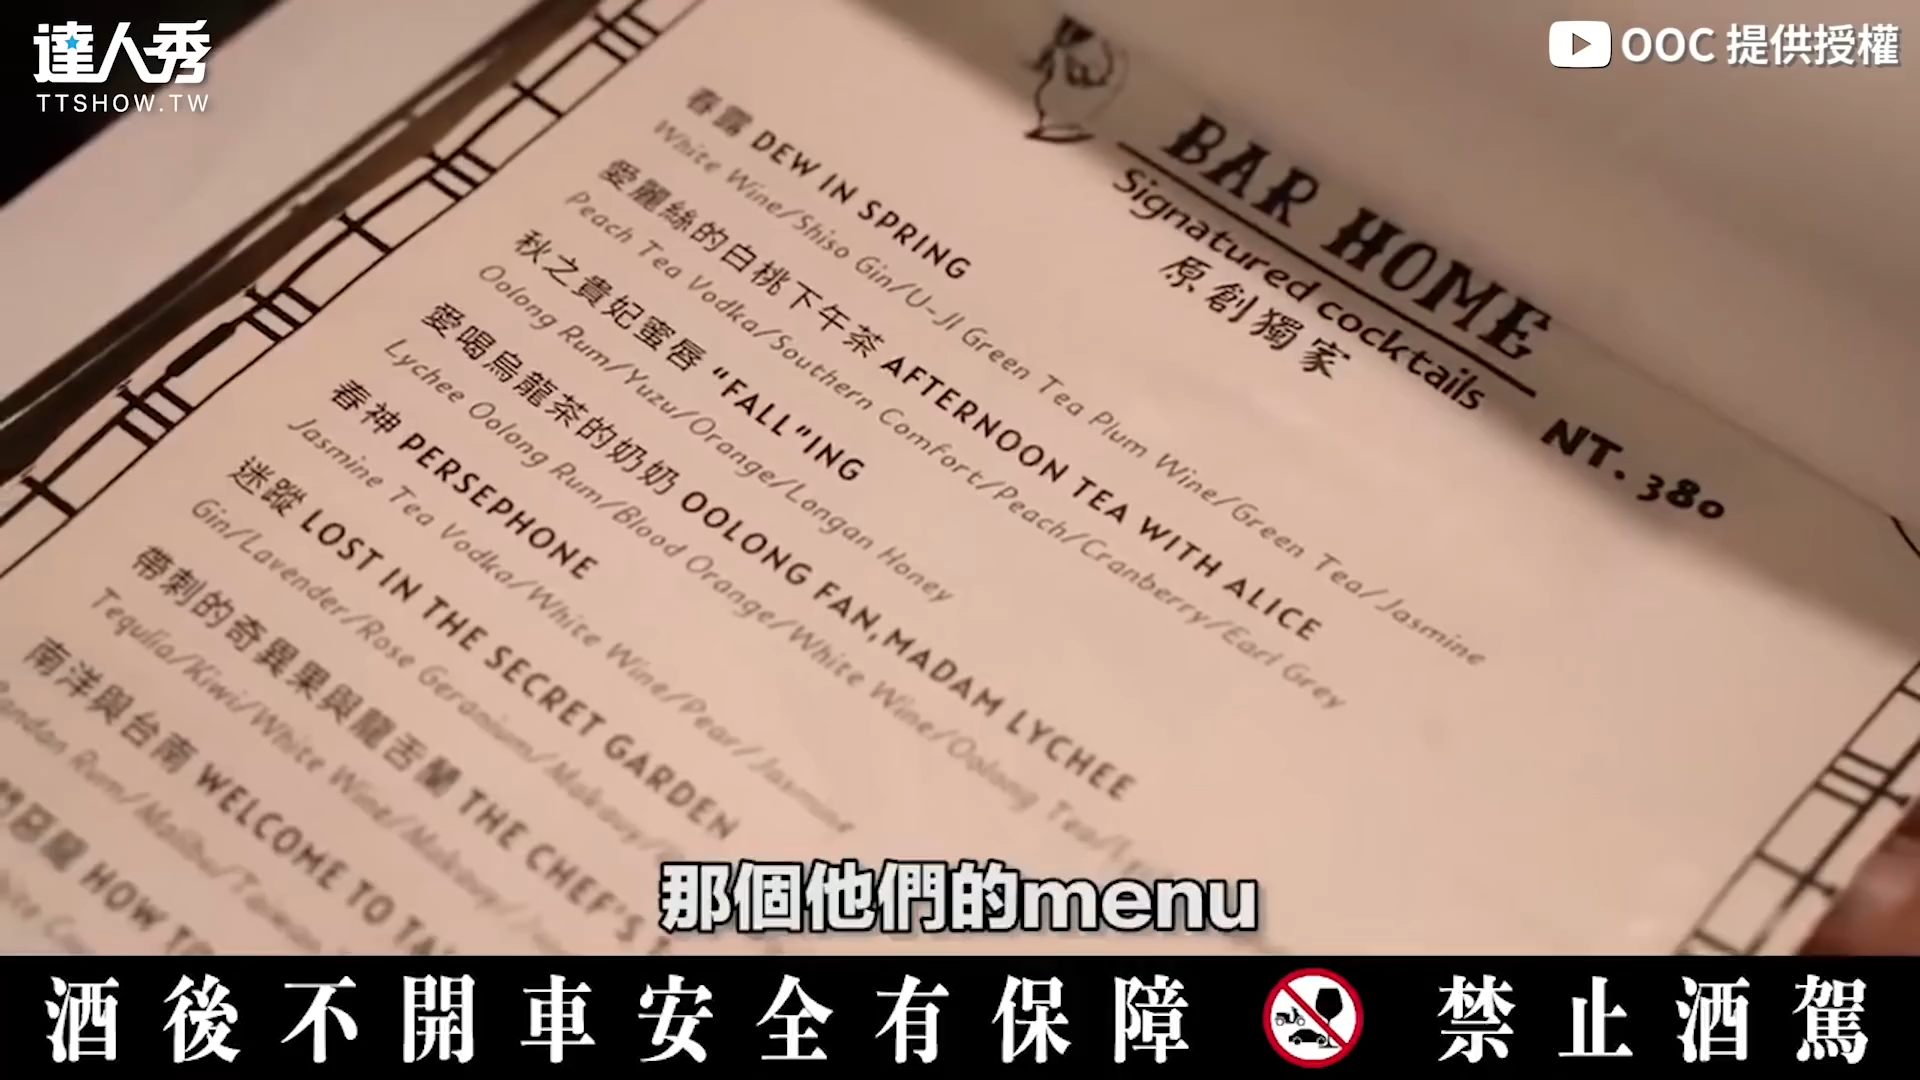 達人秀
TTSHOW.TW
OOC 提供授權
BAR HOME
Signatured cocktails
原創獨家
NT. 380
春露 DEW IN SPRING
White Wine/Shiso Gin/U-JI Green Tea Plum Wine/Green Tea/Jasmine
愛麗絲的白桃下午茶 AFTERNOON TEA WITH ALICE
Peach Tea Vodka/Southern Comfort/Peach/Cranberry/Earl Grey
秋之貴妃蜜唇 "FALL"ING
Oolong Rum/Yuzu/Orange/Longan Honey
愛喝烏龍茶的奶奶 OOLONG FAN,MADAM LYCHEE
Lychee Oolong Rum/Blood Orange/White Wine/Oolong Tea/
春神 PERSEPHONE
Jasmine Tea Vodka/White Wine/Pear/Jasmine
迷蹤 LOST IN THE SECRET GARDEN
Gin/Lavender/Rose Geranium/
帶刺的奇異果與龍舌蘭 THE CHEF'S
Tequlia/Kiwi/White Wine/
南洋與台南 WELCOME TO
Rum/Malibu/
惡龍 HOW TO
那個他們的menu
酒後不開車安全有保障 禁止酒駕